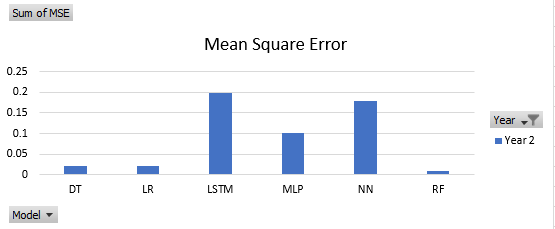 Sum of MSE
Mean Square Error
0.25
0.2
0.15
0.1
0.05
0
DT LR LSTM MLP NN RF
Year
Year 2
Model